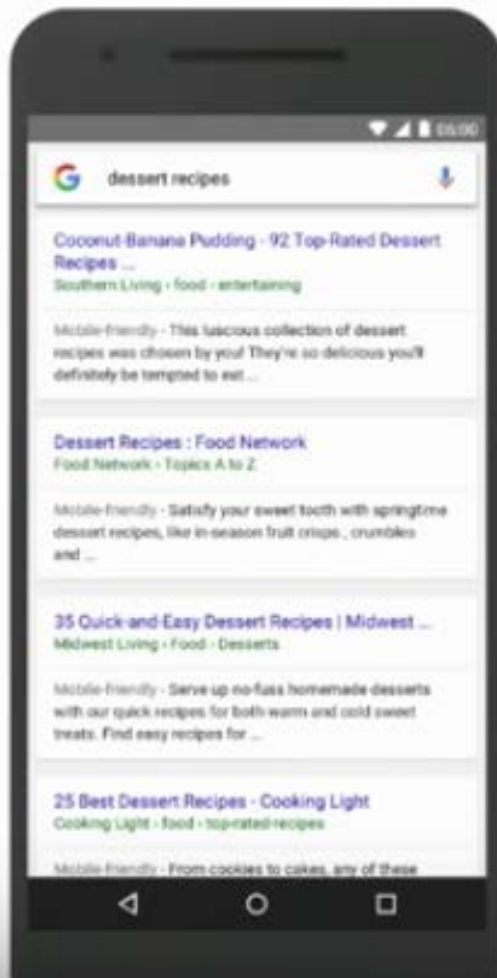 06:00
G dessert recipes
Coconut-Banana Pudding - 92 Top-Rated Dessert
Recipes ...
Southern Living › food › entertaining
Mobile-friendly - This luscious collection of dessert
recipes was chosen by you! They're so delicious you'll
definitely be tempted to eat ...
Dessert Recipes : Food Network
Food Network › Topics A to Z
Mobile-friendly - Satisfy your sweet tooth with springtime
dessert recipes, like in-season fruit crisps , crumbles
and ...
35 Quick-and-Easy Dessert Recipes | Midwest ...
Midwest Living › Food › Desserts
Mobile-friendly - Serve up no-fuss homemade desserts
with our quick recipes for both warm and cold sweet
treats. Find easy recipes for ...
25 Best Dessert Recipes - Cooking Light
Cooking Light › food › top-rated-recipes
Mobile-friendly - From cookies to cakes, any of these